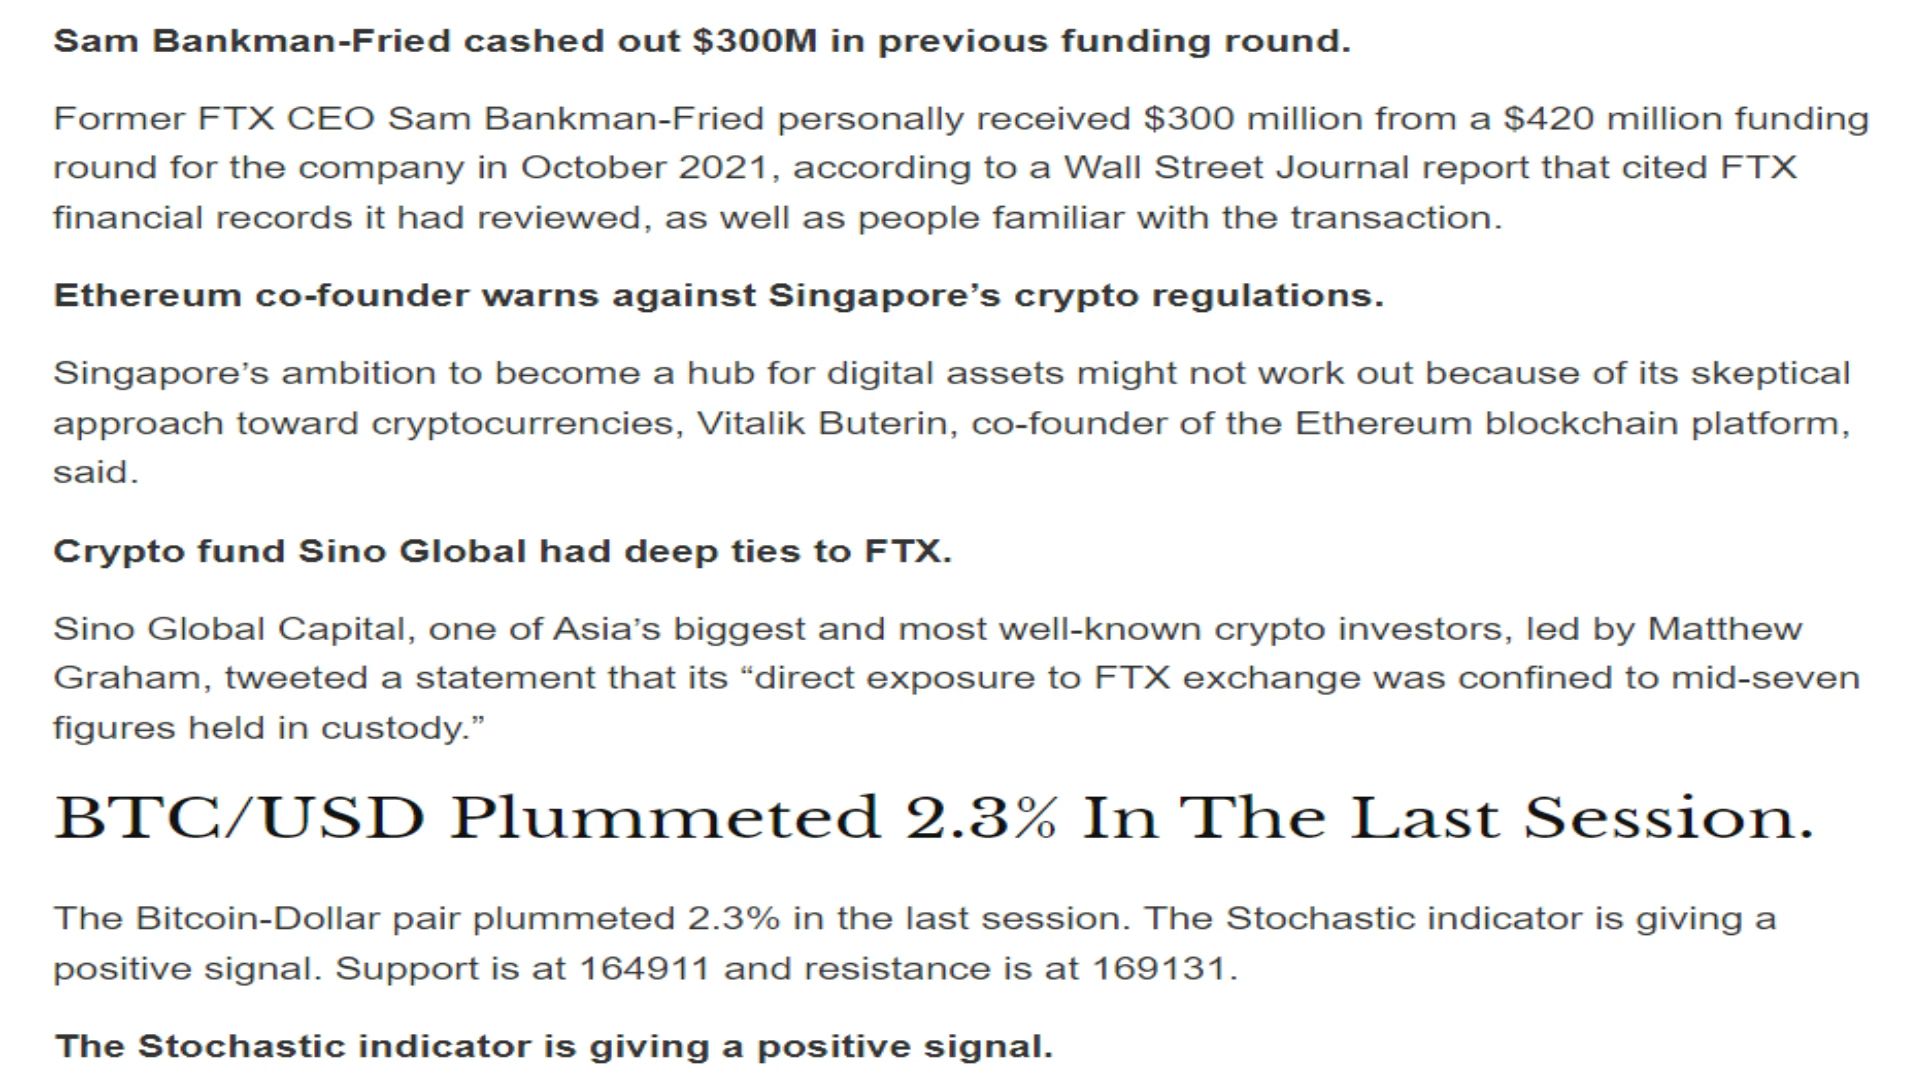 Sam Bankman-Fried cashed out $300M in previous funding round.
Former FTX CEO Sam Bankman-Fried personally received $300 million from a $420 million funding
round for the company in October 2021, according to a Wall Street Journal report that cited FTX
financial records it had reviewed, as well as people familiar with the transaction.
Ethereum co-founder warns against Singapore’s crypto regulations.
Singapore’s ambition to become a hub for digital assets might not work out because of its skeptical
approach toward cryptocurrencies, Vitalik Buterin, co-founder of the Ethereum blockchain platform,
said.
Crypto fund Sino Global had deep ties to FTX.
Sino Global Capital, one of Asia’s biggest and most well-known crypto investors, led by Matthew
Graham, tweeted a statement that its “direct exposure to FTX exchange was confined to mid-seven
figures held in custody.”
BTC/USD Plummeted 2.3% In The Last Session.
The Bitcoin-Dollar pair plummeted 2.3% in the last session. The Stochastic indicator is giving a
positive signal. Support is at 164911 and resistance is at 169131.
The Stochastic indicator is giving a positive signal.